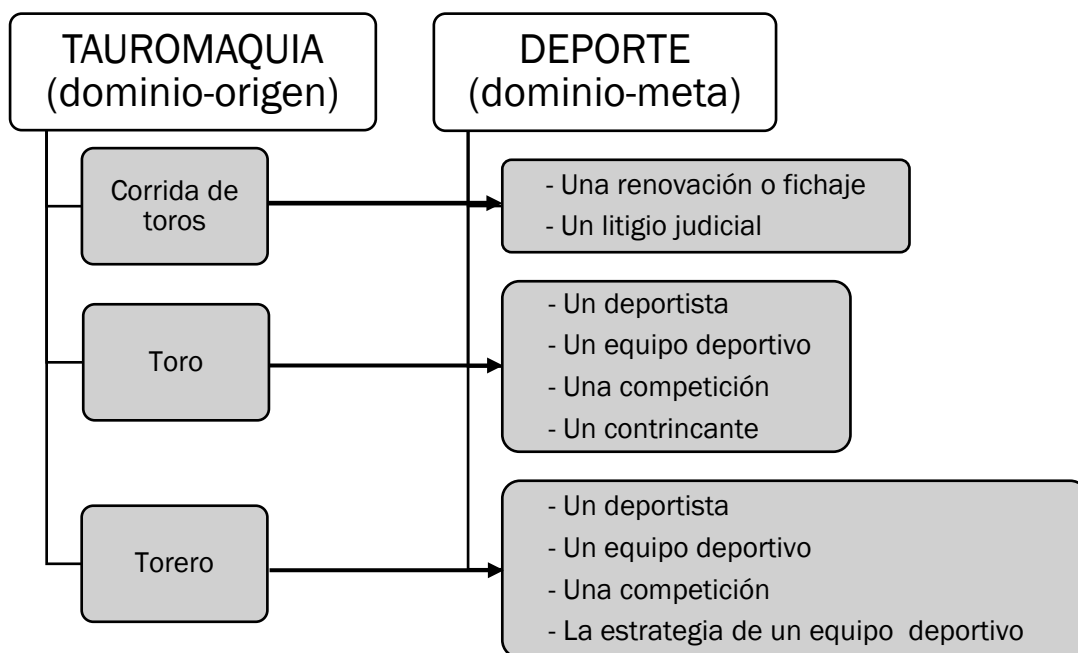 TAUROMAQUIA
(dominio-origen)
DEPORTE
(dominio-meta)
Corrida de
toros
- Una renovación o fichaje
- Un litigio judicial
Toro
- Un deportista
- Un equipo deportivo
- Una competición
- Un contrincante
Torero
- Un deportista
- Un equipo deportivo
- Una competición
- La estrategia de un equipo  deportivo